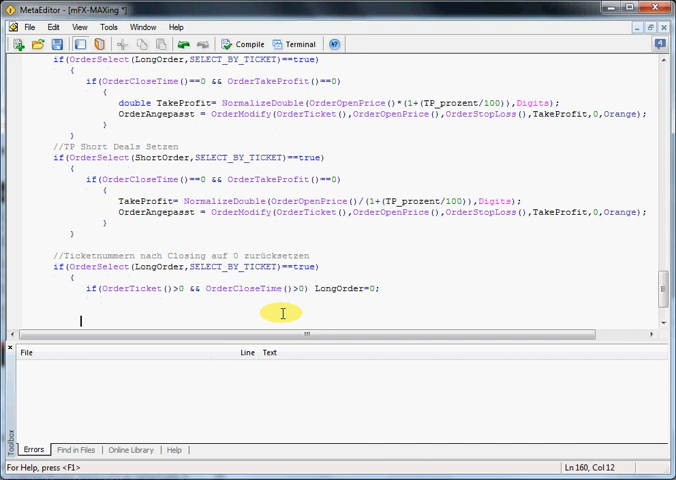 MetaEditor - [mFX-MAXing *]
File Edit View Tools Window Help
Compile Terminal 4
if(OrderSelect(LongOrder,SELECT_BY_TICKET)==true)
{
if(OrderCloseTime()==0 && OrderTakeProfit()==0)
{
double TakeProfit= NormalizeDouble(OrderOpenPrice()*(1+(TP_prozent/100)),Digits);
OrderAngepasst = OrderModify(OrderTicket(),OrderOpenPrice(),OrderStopLoss(),TakeProfit,0,Orange);
}
}
//TP Short Deals Setzen
if(OrderSelect(ShortOrder,SELECT_BY_TICKET)==true)
{
if(OrderCloseTime()==0 && OrderTakeProfit()==0)
{
TakeProfit= NormalizeDouble(OrderOpenPrice()/(1+(TP_prozent/100)),Digits);
OrderAngepasst = OrderModify(OrderTicket(),OrderOpenPrice(),OrderStopLoss(),TakeProfit,0,Orange);
}
}
//Ticketnummern nach Closing auf 0 zurücksetzen
if(OrderSelect(LongOrder,SELECT_BY_TICKET)==true)
{
if(OrderTicket()>0 && OrderCloseTime()>0) LongOrder=0;
File Line Text
Toolbox
Errors Find in Files Online Library Help
For Help, press <F1> Ln 160, Col 12